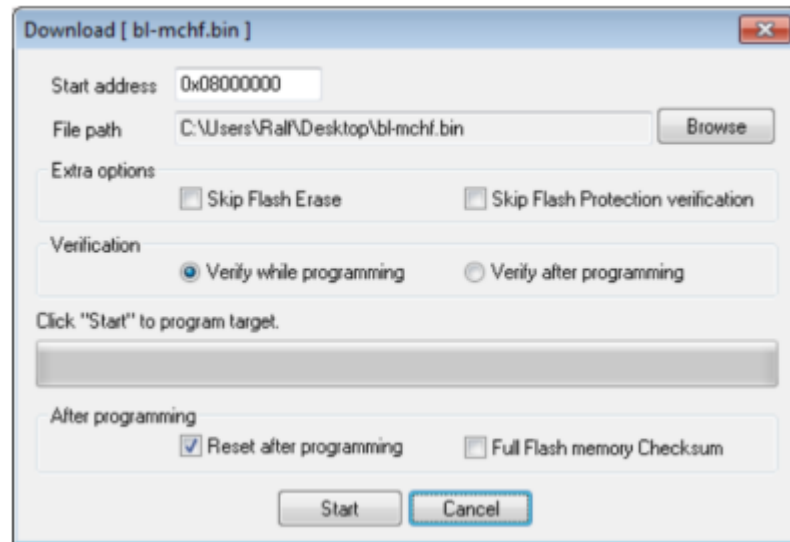 Download [ bl-mchf.bin ]
Start address 0x08000000
File path C:\Users\Ralf\Desktop\bl-mchf.bin Browse
Extra options
Skip Flash Erase Skip Flash Protection verification
Verification
Verify while programming Verify after programming
Click "Start" to program target.
After programming
Reset after programming Full Flash memory Checksum
Start Cancel